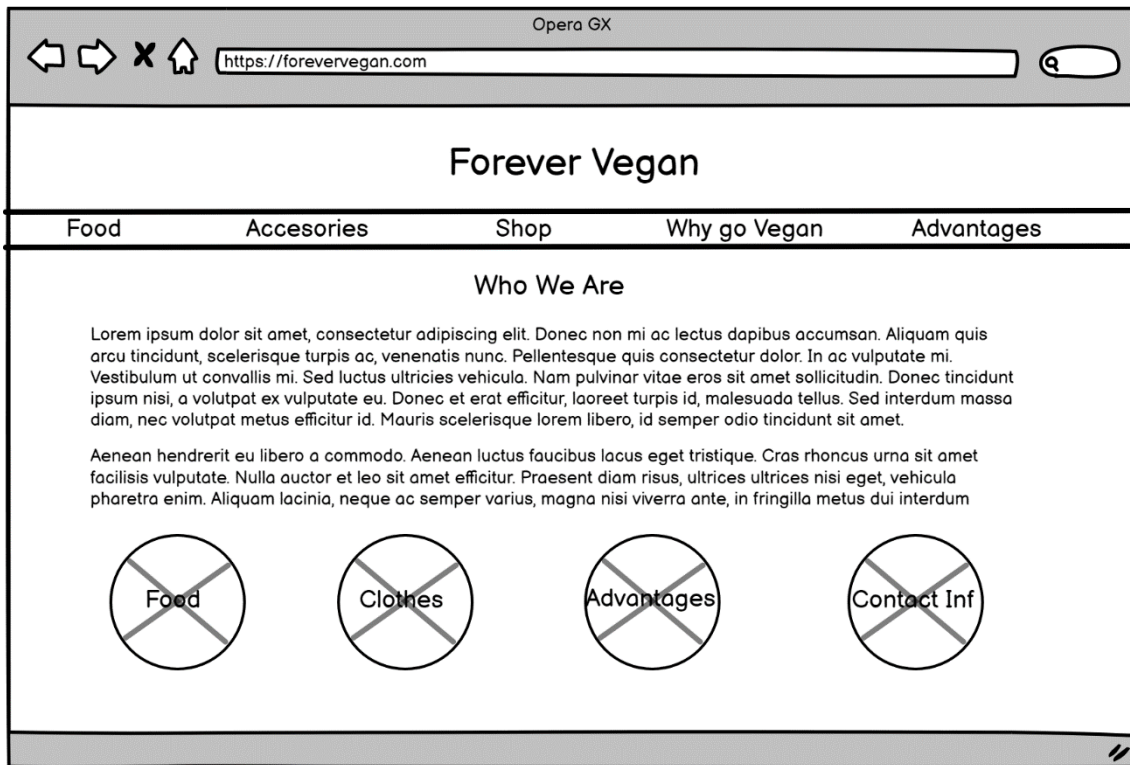 Opera GX
https://forevervegan.com
Forever Vegan
Food Accesories Shop Why go Vegan Advantages
Who We Are
Lorem ipsum dolor sit amet, consectetur adipiscing elit. Donec non mi ac lectus dapibus accumsan. Aliquam quis
arcu tincidunt, scelerisque turpis ac, venenatis nunc. Pellentesque quis consectetur dolor. In ac vulputate mi.
Vestibulum ut convallis mi. Sed luctus ultricies vehicula. Nam pulvinar vitae eros sit amet sollicitudin. Donec tincidunt
ipsum nisi, a volutpat ex vulputate eu. Donec et erat efficitur, laoreet turpis id, malesuada tellus. Sed interdum massa
diam, nec volutpat metus efficitur id. Mauris scelerisque lorem libero, id semper odio tincidunt sit amet.
Aenean hendrerit eu libero a commodo. Aenean luctus faucibus lacus eget tristique. Cras rhoncus urna sit amet
facilisis vulputate. Nulla auctor et leo sit amet efficitur. Praesent diam risus, ultrices ultrices nisi eget, vehicula
pharetra enim. Aliquam lacinia, neque ac semper varius, magna nisi viverra ante, in fringilla metus dui interdum
Food Clothes Advantages Contact Inf